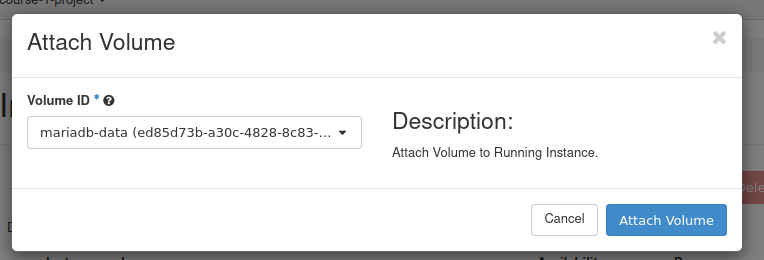 course-1-project
Attach Volume
×
Volume ID *
mariadb-data (ed85d73b-a30c-4828-8c83-...
Description:
Attach Volume to Running Instance.
Cancel
Attach Volume